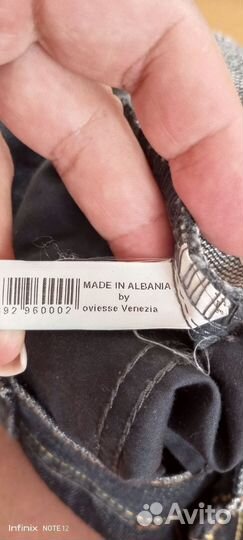 MADE IN ALBANIA
by
oviesse Venezia
92 960002
Infinix NOTE 12
Avito